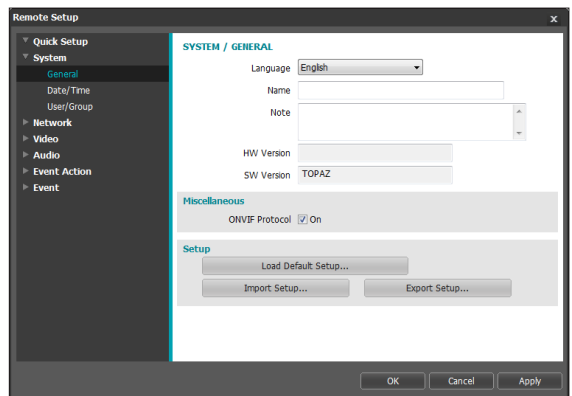 Remote Setup x
Quick Setup
System
General
Date/Time
User/Group
Network
Video
Audio
Event Action
Event
SYSTEM / GENERAL
Language English
Name
Note
HW Version
SW Version TOPAZ
Miscellaneous
ONVIF Protocol On
Setup
Load Default Setup...
Import Setup... Export Setup...
OK Cancel Apply